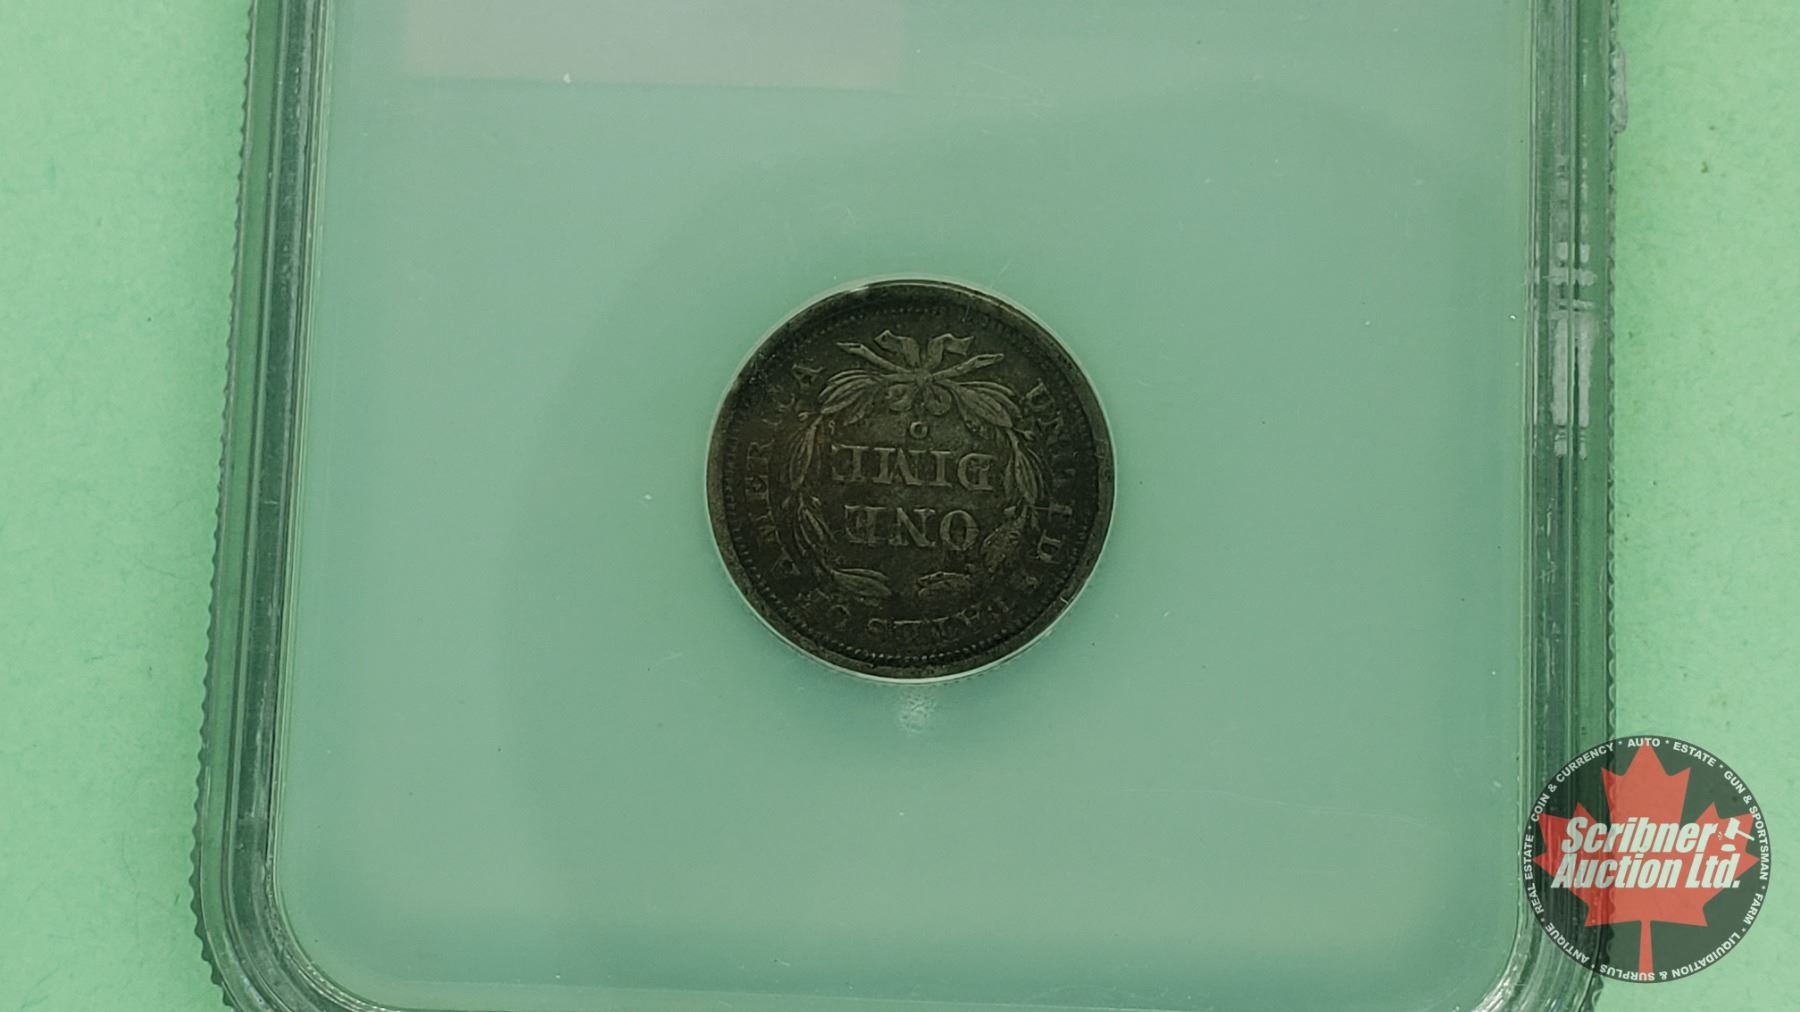 UNITED STATES OF AMERICA
ONE
DIME
O
COIN & CURRENCY * AUTO * ESTATE * GUN & SPORTSMAN * FARM * LIQUIDATION & SURPLUS * ANTIQUE * REAL ESTATE *
Scribner
Auction Ltd.